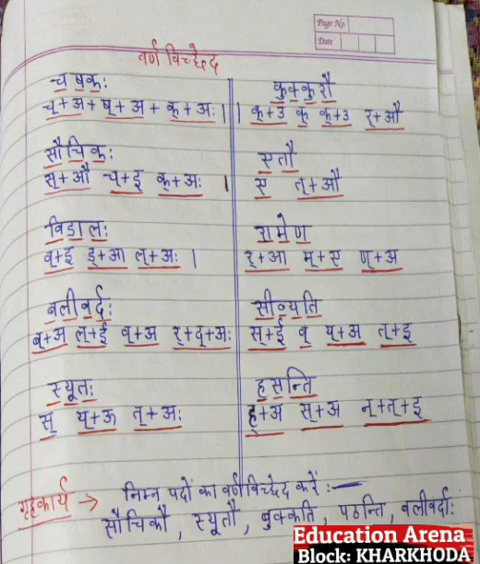 Page No.
Date
वर्ण विच्छेद
चषकः
च्+अ+ष्+अ+क्+अः।
सौचिकः
स्+औ च्+इ क्+अः ।
विडालः
व्+इ ड्+आ ल्+अः ।
बलीवर्दः
ब्+अ ल्+ई व्+अ र्+द्+अः
स्यूतः
स् य्+ऊ त्+अः
कुक्कुरौ
क्+उ क् क्+उ र्+औ
एतौ
ए त्+औ
रामेण
र्+आ म्+ए ण्+अ
सीव्यति
स्+ई व् य्+अ त्+इ
हसन्ति
ह्+अ स्+अ न्+त्+इ
गृहकार्य → निम्न पदों का वर्ण विच्छेद करें :—
सौचिकौ , स्यूतौ , बुक्कति , पठन्ति , बलीवर्दाः
Education Arena
Block: KHARKHODA